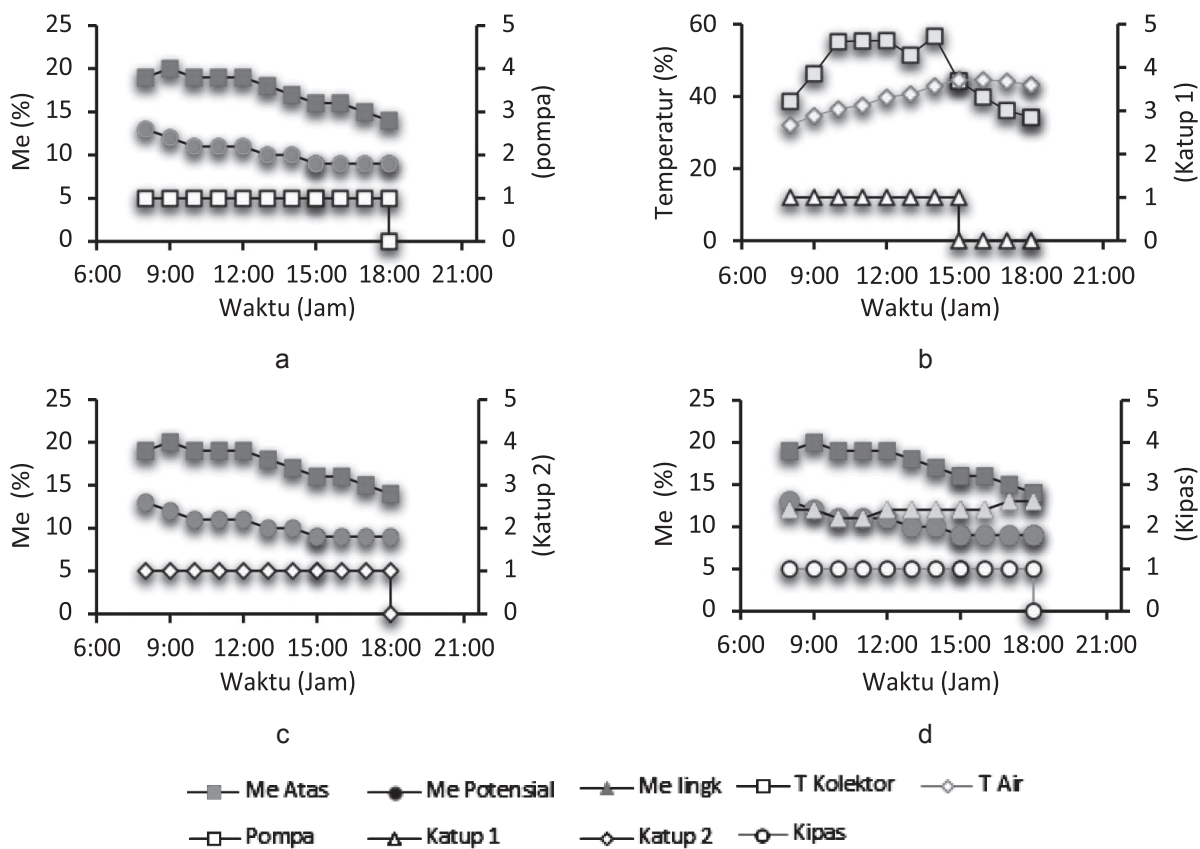 25
20
15
10
5
0
Me (%)
5
4
3
2
1
0
(pompa)
6:00 9:00 12:00 15:00 18:00 21:00
Waktu (Jam)
a
60
40
20
0
Temperatur (%)
5
4
3
2
1
0
(Katup 1)
6:00 9:00 12:00 15:00 18:00 21:00
Waktu (Jam)
b
25
20
15
10
5
0
Me (%)
5
4
3
2
1
0
(Katup 2)
6:00 9:00 12:00 15:00 18:00 21:00
Waktu (Jam)
c
25
20
15
10
5
0
Me (%)
5
4
3
2
1
0
(Kipas)
6:00 9:00 12:00 15:00 18:00 21:00
Waktu (Jam)
d
Me Atas Me Potensial Me lingk T Kolektor T Air
Pompa Katup 1 Katup 2 Kipas